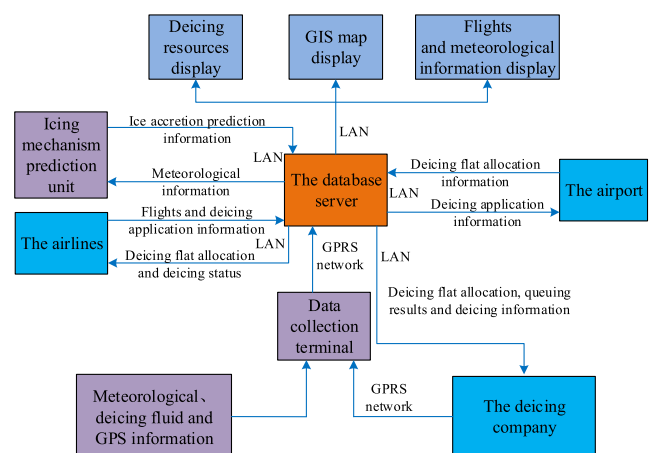 Deicing
resources
display
GIS map
display
Flights
and meteorological
information display
LAN
Icing
mechanism
prediction
unit
Ice accretion prediction
information
LAN
Meteorological
information
The database
server
Deicing flat allocation
information
LAN
Deicing application
information
The airport
The airlines
Flights and deicing
application information
LAN
Deicing flat allocation
and deicing status
GPRS
network
LAN
Data
collection
terminal
Deicing flat allocation, queuing
results and deicing information
Meteorological、
deicing fluid and
GPS information
GPRS
network
The deicing
company